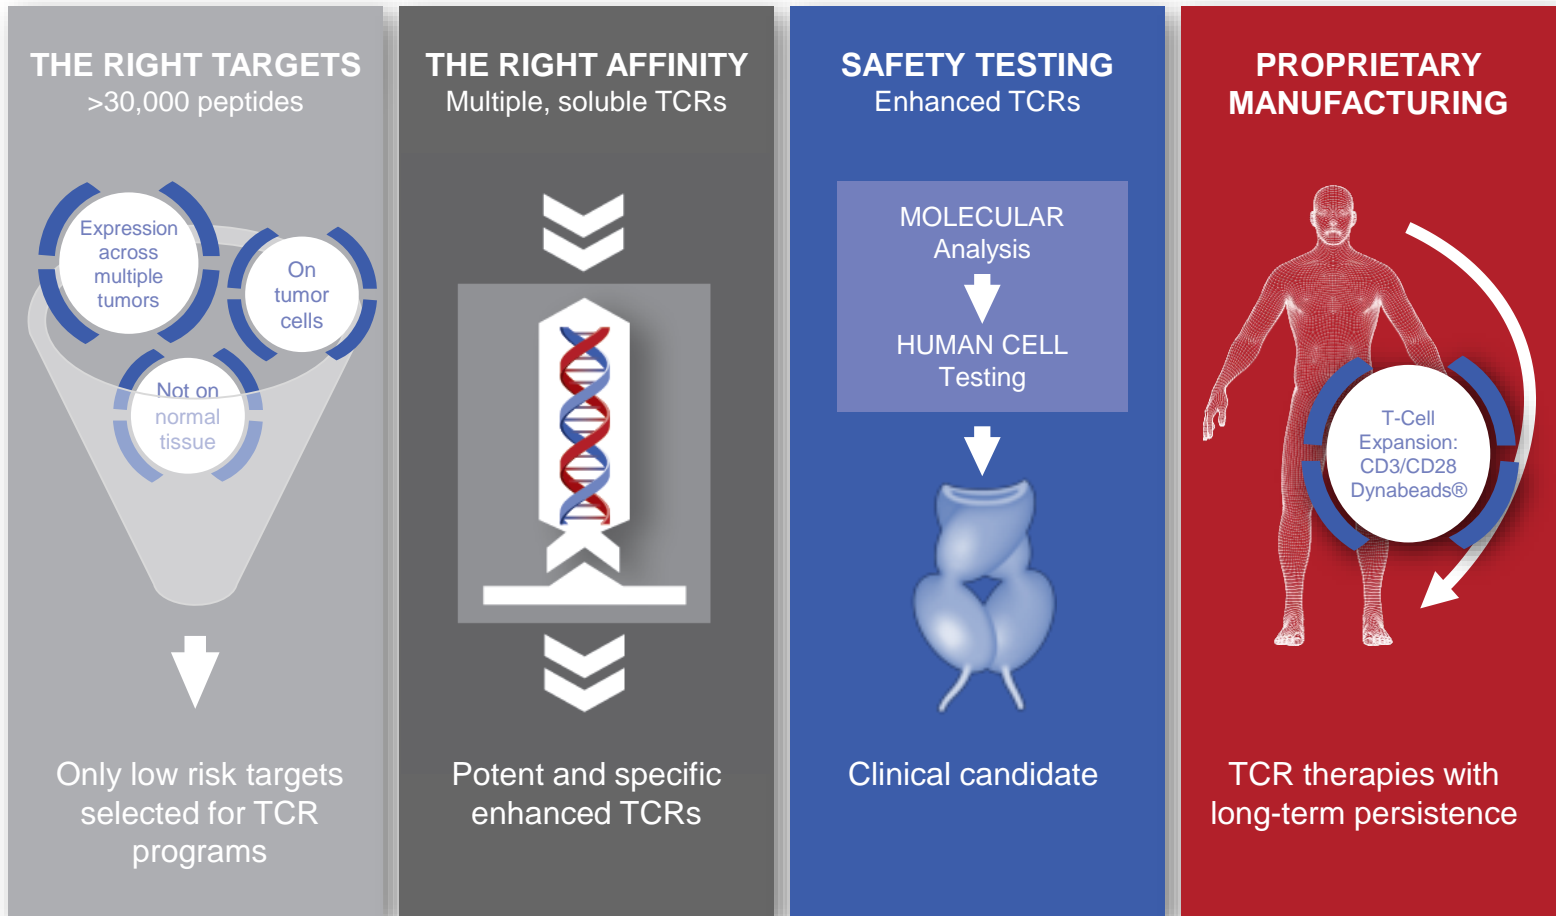 THE RIGHT TARGETS
>30,000 peptides
Expression
across
multiple
tumors
On
tumor
cells
Not on
normal
tissue
Only low risk targets
selected for TCR
programs
THE RIGHT AFFINITY
Multiple, soluble TCRs
Potent and specific
enhanced TCRs
SAFETY TESTING
Enhanced TCRs
MOLECULAR
Analysis
HUMAN CELL
Testing
Clinical candidate
PROPRIETARY
MANUFACTURING
T-Cell
Expansion:
CD3/CD28
Dynabeads®
TCR therapies with
long-term persistence